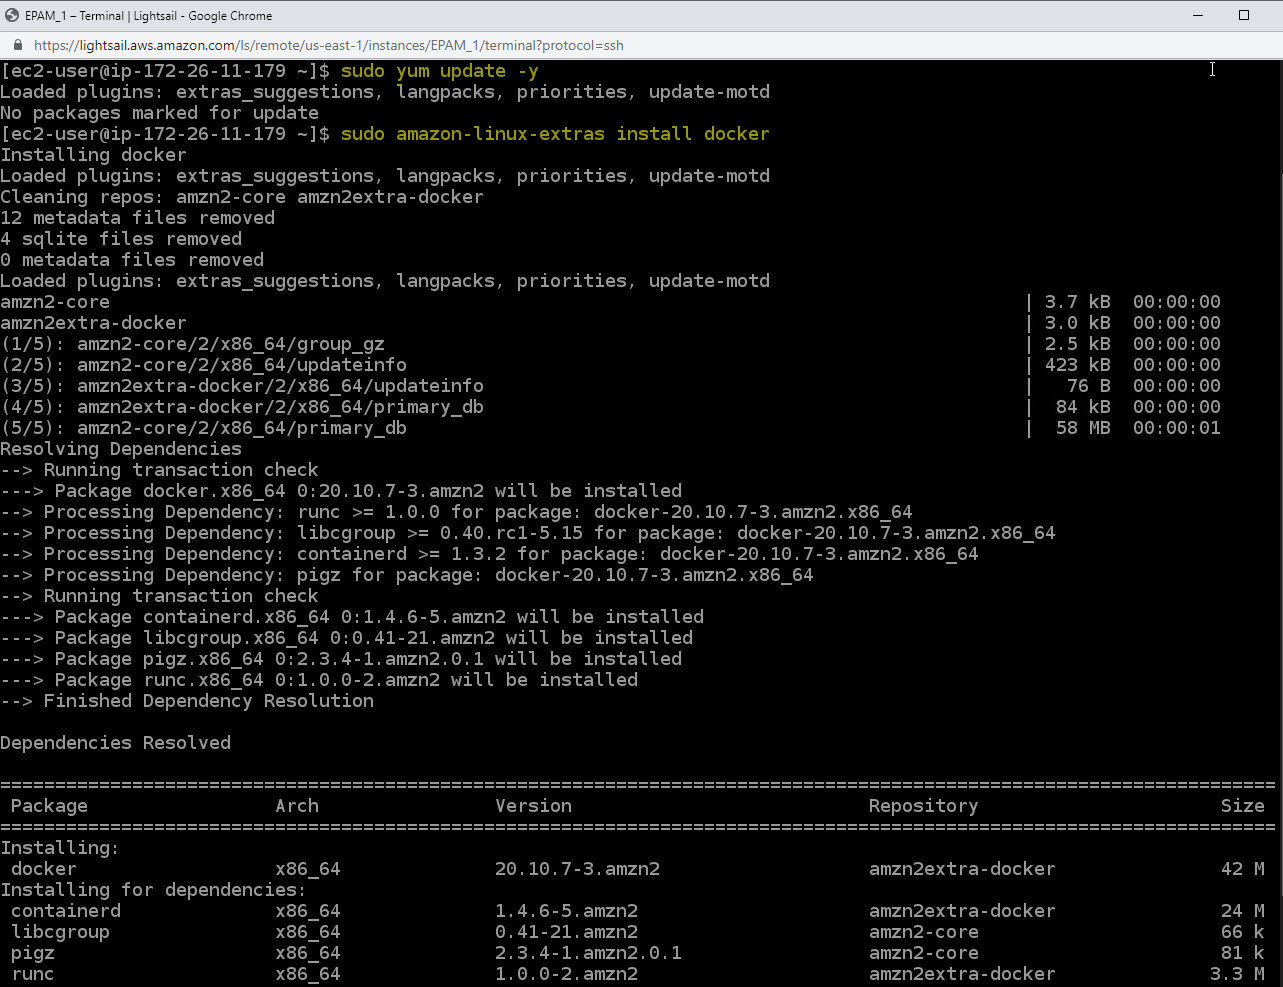 EPAM_1 – Terminal | Lightsail - Google Chrome
https://lightsail.aws.amazon.com/ls/remote/us-east-1/instances/EPAM_1/terminal?protocol=ssh
[ec2-user@ip-172-26-11-179 ~]$ sudo yum update -y
Loaded plugins: extras_suggestions, langpacks, priorities, update-motd
No packages marked for update
[ec2-user@ip-172-26-11-179 ~]$ sudo amazon-linux-extras install docker
Installing docker
Loaded plugins: extras_suggestions, langpacks, priorities, update-motd
Cleaning repos: amzn2-core amzn2extra-docker
12 metadata files removed
4 sqlite files removed
0 metadata files removed
Loaded plugins: extras_suggestions, langpacks, priorities, update-motd
amzn2-core | 3.7 kB 00:00:00
amzn2extra-docker | 3.0 kB 00:00:00
(1/5): amzn2-core/2/x86_64/group_gz | 2.5 kB 00:00:00
(2/5): amzn2-core/2/x86_64/updateinfo | 423 kB 00:00:00
(3/5): amzn2extra-docker/2/x86_64/updateinfo | 76 B 00:00:00
(4/5): amzn2extra-docker/2/x86_64/primary_db | 84 kB 00:00:00
(5/5): amzn2-core/2/x86_64/primary_db | 58 MB 00:00:01
Resolving Dependencies
--> Running transaction check
---> Package docker.x86_64 0:20.10.7-3.amzn2 will be installed
--> Processing Dependency: runc >= 1.0.0 for package: docker-20.10.7-3.amzn2.x86_64
--> Processing Dependency: libcgroup >= 0.40.rc1-5.15 for package: docker-20.10.7-3.amzn2.x86_64
--> Processing Dependency: containerd >= 1.3.2 for package: docker-20.10.7-3.amzn2.x86_64
--> Processing Dependency: pigz for package: docker-20.10.7-3.amzn2.x86_64
--> Running transaction check
---> Package containerd.x86_64 0:1.4.6-5.amzn2 will be installed
---> Package libcgroup.x86_64 0:0.41-21.amzn2 will be installed
---> Package pigz.x86_64 0:2.3.4-1.amzn2.0.1 will be installed
---> Package runc.x86_64 0:1.0.0-2.amzn2 will be installed
--> Finished Dependency Resolution
Dependencies Resolved
====================================================================================================================
Package Arch Version Repository Size
====================================================================================================================
Installing:
docker x86_64 20.10.7-3.amzn2 amzn2extra-docker 42 M
Installing for dependencies:
containerd x86_64 1.4.6-5.amzn2 amzn2extra-docker 24 M
libcgroup x86_64 0.41-21.amzn2 amzn2-core 66 k
pigz x86_64 2.3.4-1.amzn2.0.1 amzn2-core 81 k
runc x86_64 1.0.0-2.amzn2 amzn2extra-docker 3.3 M